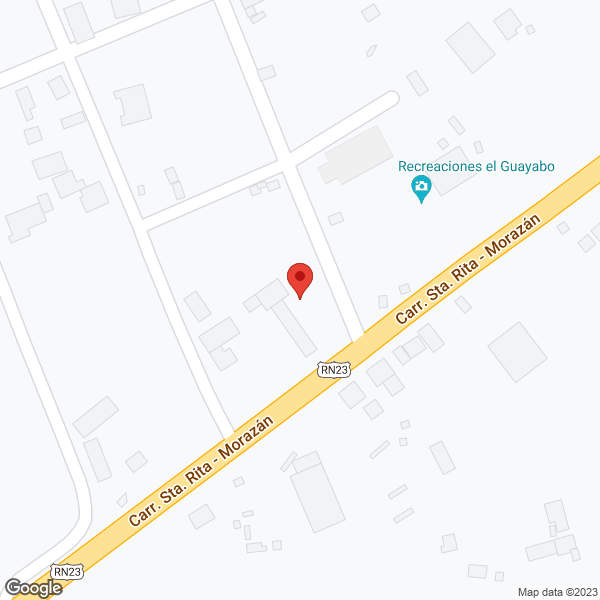 Recreaciones el Guayabo
Carr. Sta. Rita - Morazán
RN23
Carr. Sta. Rita - Morazán
RN23
Google
Map data ©2023